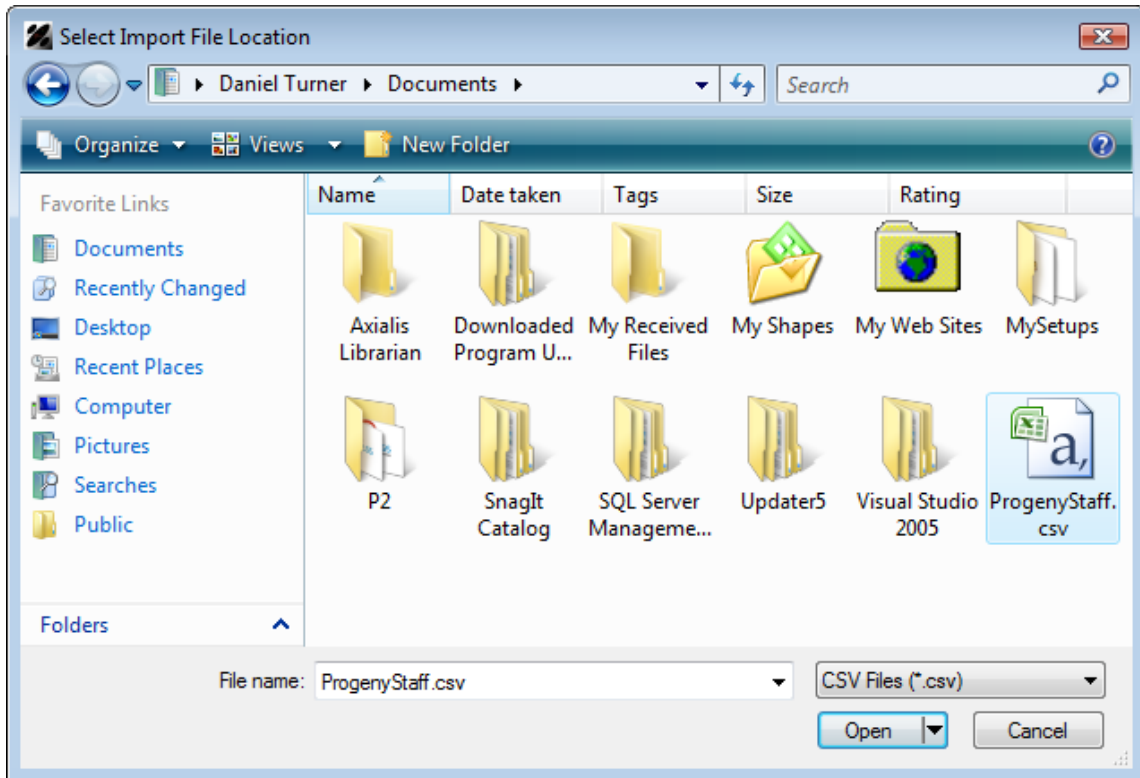 Select Import File Location
Daniel Turner Documents Search
Organize Views New Folder
Favorite Links
Documents
Recently Changed
Desktop
Recent Places
Computer
Pictures
Searches
Public
Folders
Name Date taken Tags Size Rating
Axialis Downloaded My Received My Shapes My Web Sites MySetups
Librarian Program U... Files
P2 SnagIt SQL Server Updater5 Visual Studio ProgenyStaff.
Catalog Manageme... 2005 csv
File name: ProgenyStaff.csv CSV Files (*.csv)
Open Cancel